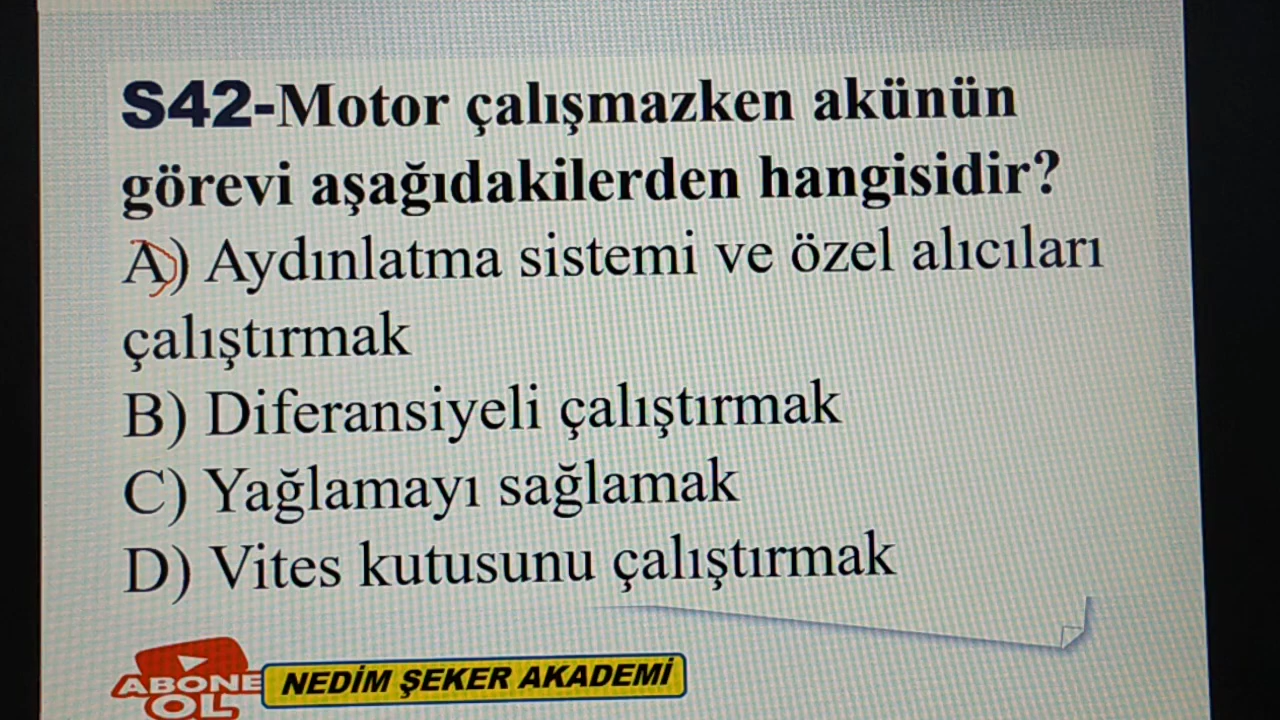 S42-Motor çalışmazken akünün
görevi aşağıdakilerden hangisidir?
A) Aydınlatma sistemi ve özel alıcıları
çalıştırmak
B) Diferansiyeli çalıştırmak
C) Yağlamayı sağlamak
D) Vites kutusunu çalıştırmak
ABONE
OL
NEDİM ŞEKER AKADEMİ